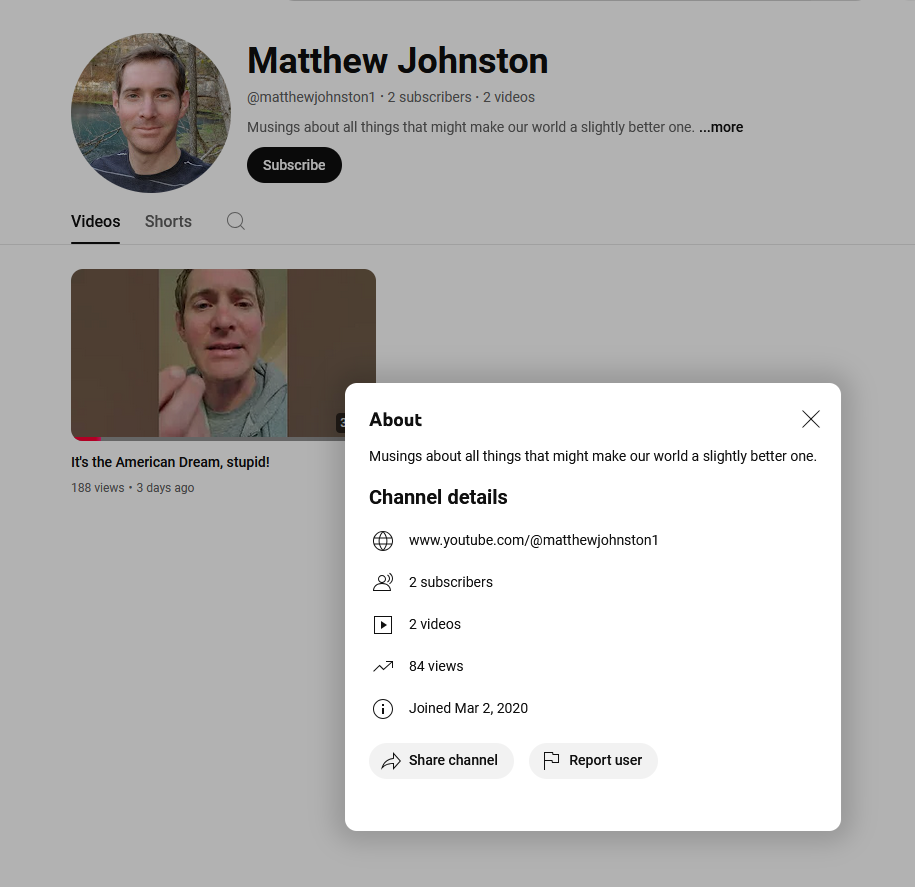 Matthew Johnston
@matthewjohnston1 · 2 subscribers · 2 videos
Musings about all things that might make our world a slightly better one. ...more
Subscribe
Videos Shorts
It's the American Dream, stupid!
188 views • 3 days ago
About
Musings about all things that might make our world a slightly better one.
Channel details
www.youtube.com/@matthewjohnston1
2 subscribers
2 videos
84 views
Joined Mar 2, 2020
Share channel Report user